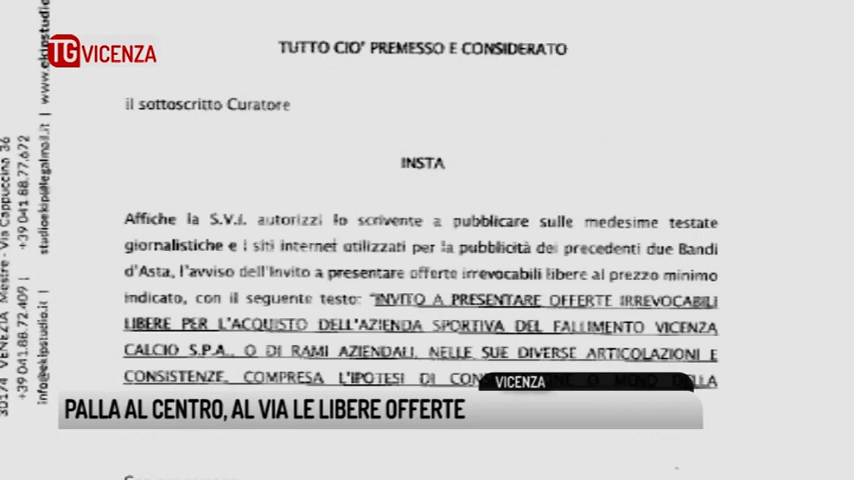 TG VICENZA
TUTTO CIO' PREMESSO E CONSIDERATO
il sottoscritto Curatore
INSTA
Affiche la S.V.I. autorizzi lo scrivente a pubblicare sulle medesime testate
giornalistiche e i siti internet utilizzati per la pubblicità dei precedenti due Bandi
d'Asta, l'avviso dell'Invito a presentare offerte irrevocabili libere al prezzo minimo
indicato, con il seguente testo: "INVITO A PRESENTARE OFFERTE IRREVOCABILI
LIBERE PER L'ACQUISTO DELL'AZIENDA SPORTIVA DEL FALLIMENTO VICENZA
CALCIO S.P.A., O DI RAMI AZIENDALI, NELLE SUE DIVERSE ARTICOLAZIONI E
CONSISTENZE, COMPRESA L'IPOTESI DI O MENO DELLA
VICENZA
PALLA AL CENTRO, AL VIA LE LIBERE OFFERTE
30174 VENEZIA Mestre - Via Cappuccina 36
+39 041.88.72.409 | +39 041.88.77.672
info@ekipstudio.it | studioekip@legalmail.it | www.ekipstudio